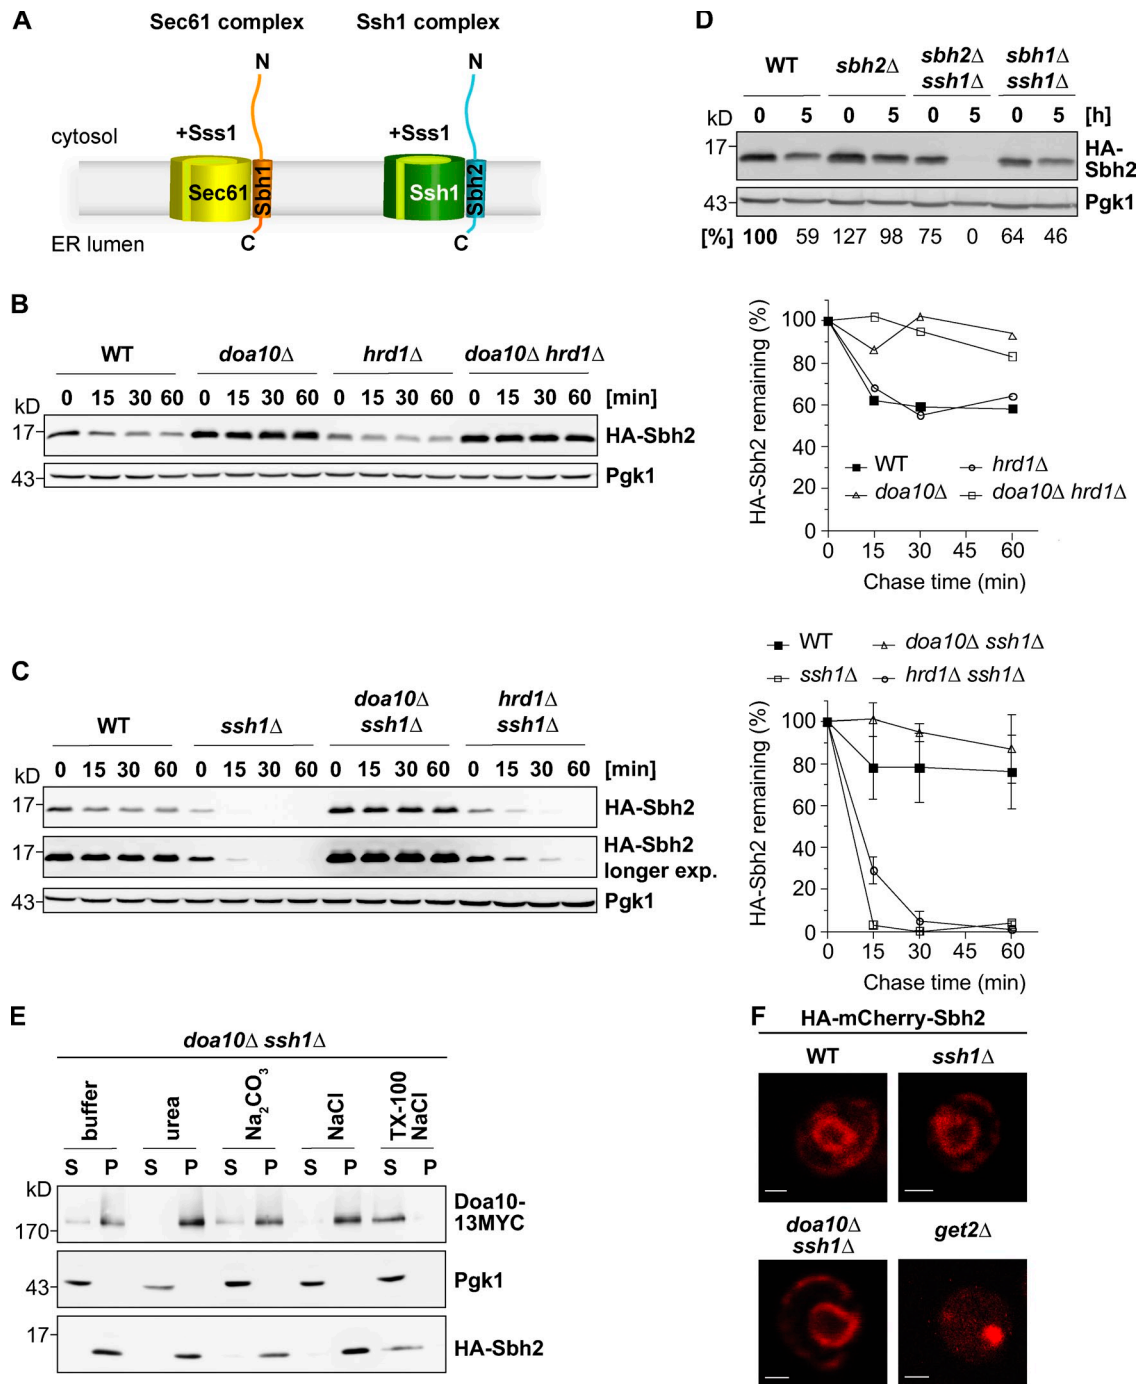 A
Sec61 complex
Ssh1 complex
N
N
cytosol
+Sss1
+Sss1
Sec61
Sbh1
Ssh1
Sbh2
ER lumen
C
C
D
WT
sbh2Δ
sbh2Δ ssh1Δ
sbh1Δ ssh1Δ
kD
0 5 0 5 0 5 0 5 [h]
17
HA-Sbh2
43
Pgk1
[%] 100 59 127 98 75 0 64 46
B
WT
doa10Δ
hrd1Δ
doa10Δ hrd1Δ
kD
0 15 30 60 0 15 30 60 0 15 30 60 0 15 30 60 [min]
17
HA-Sbh2
43
Pgk1
HA-Sbh2 remaining (%)
100
80
60
40
20
0
WT
hrd1Δ
doa10Δ
doa10Δ hrd1Δ
0 15 30 45 60
Chase time (min)
C
WT
ssh1Δ
doa10Δ ssh1Δ
hrd1Δ ssh1Δ
kD
0 15 30 60 0 15 30 60 0 15 30 60 0 15 30 60 [min]
17
HA-Sbh2
17
HA-Sbh2
longer exp.
43
Pgk1
WT
doa10Δ ssh1Δ
ssh1Δ
hrd1Δ ssh1Δ
HA-Sbh2 remaining (%)
100
80
60
40
20
0
0 15 30 45 60
Chase time (min)
E
doa10Δ ssh1Δ
buffer
urea
Na2CO3
NaCl
TX-100
NaCl
S P S P S P S P S P
kD
170
Doa10-
13MYC
43
Pgk1
17
HA-Sbh2
F
HA-mCherry-Sbh2
WT
ssh1Δ
doa10Δ
ssh1Δ
get2Δ